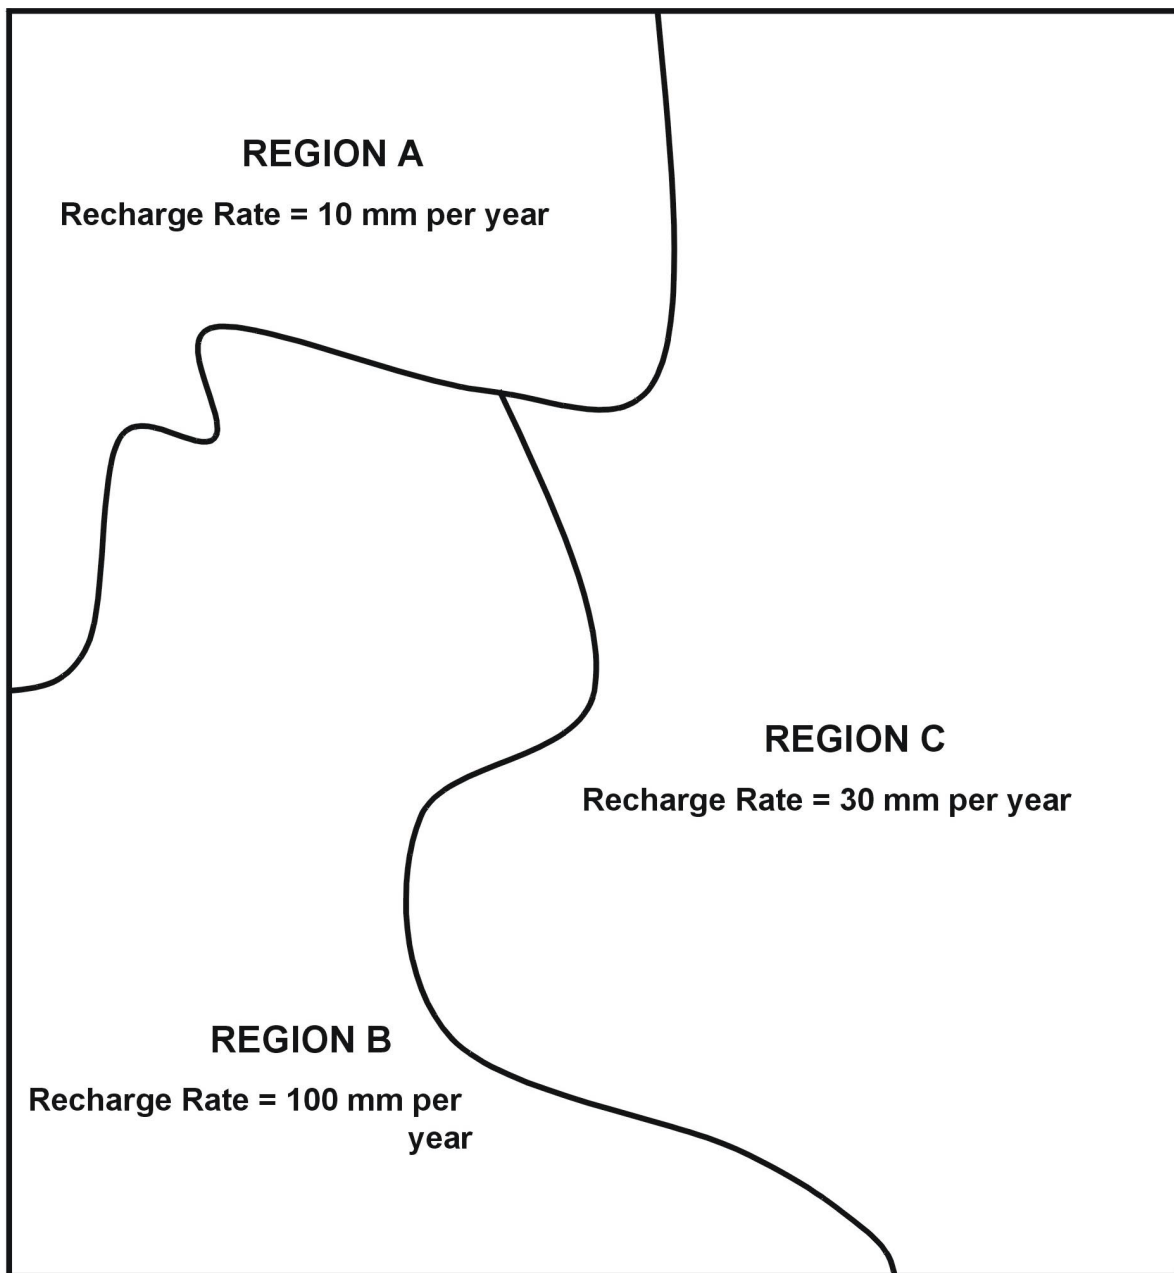 REGION A
Recharge Rate = 10 mm per year
REGION C
Recharge Rate = 30 mm per year
REGION B
Recharge Rate = 100 mm per
year